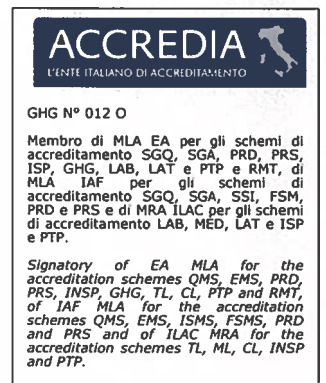 ACCREDIA
L'ENTE ITALIANO DI ACCREDITAMENTO
GHG N° 012 O
Membro di MLA EA per gli schemi di
accreditamento SGQ, SGA, PRD, PRS,
ISP, GHG, LAB, LAT e PTP e RMT, di
MLA IAF per gli schemi di
accreditamento SGQ, SGA, SSI, FSM,
PRD e PRS e di MRA ILAC per gli schemi
di accreditamento LAB, MED, LAT e ISP
e PTP.
Signatory of EA MLA for the
accreditation schemes QMS, EMS, PRD,
PRS, INSP, GHG, TL, CL, PTP and RMT,
of IAF MLA for the accreditation
schemes QMS, EMS, ISMS, FSMS, PRD
and PRS and of ILAC MRA for the
accreditation schemes TL, ML, CL, INSP
and PTP.